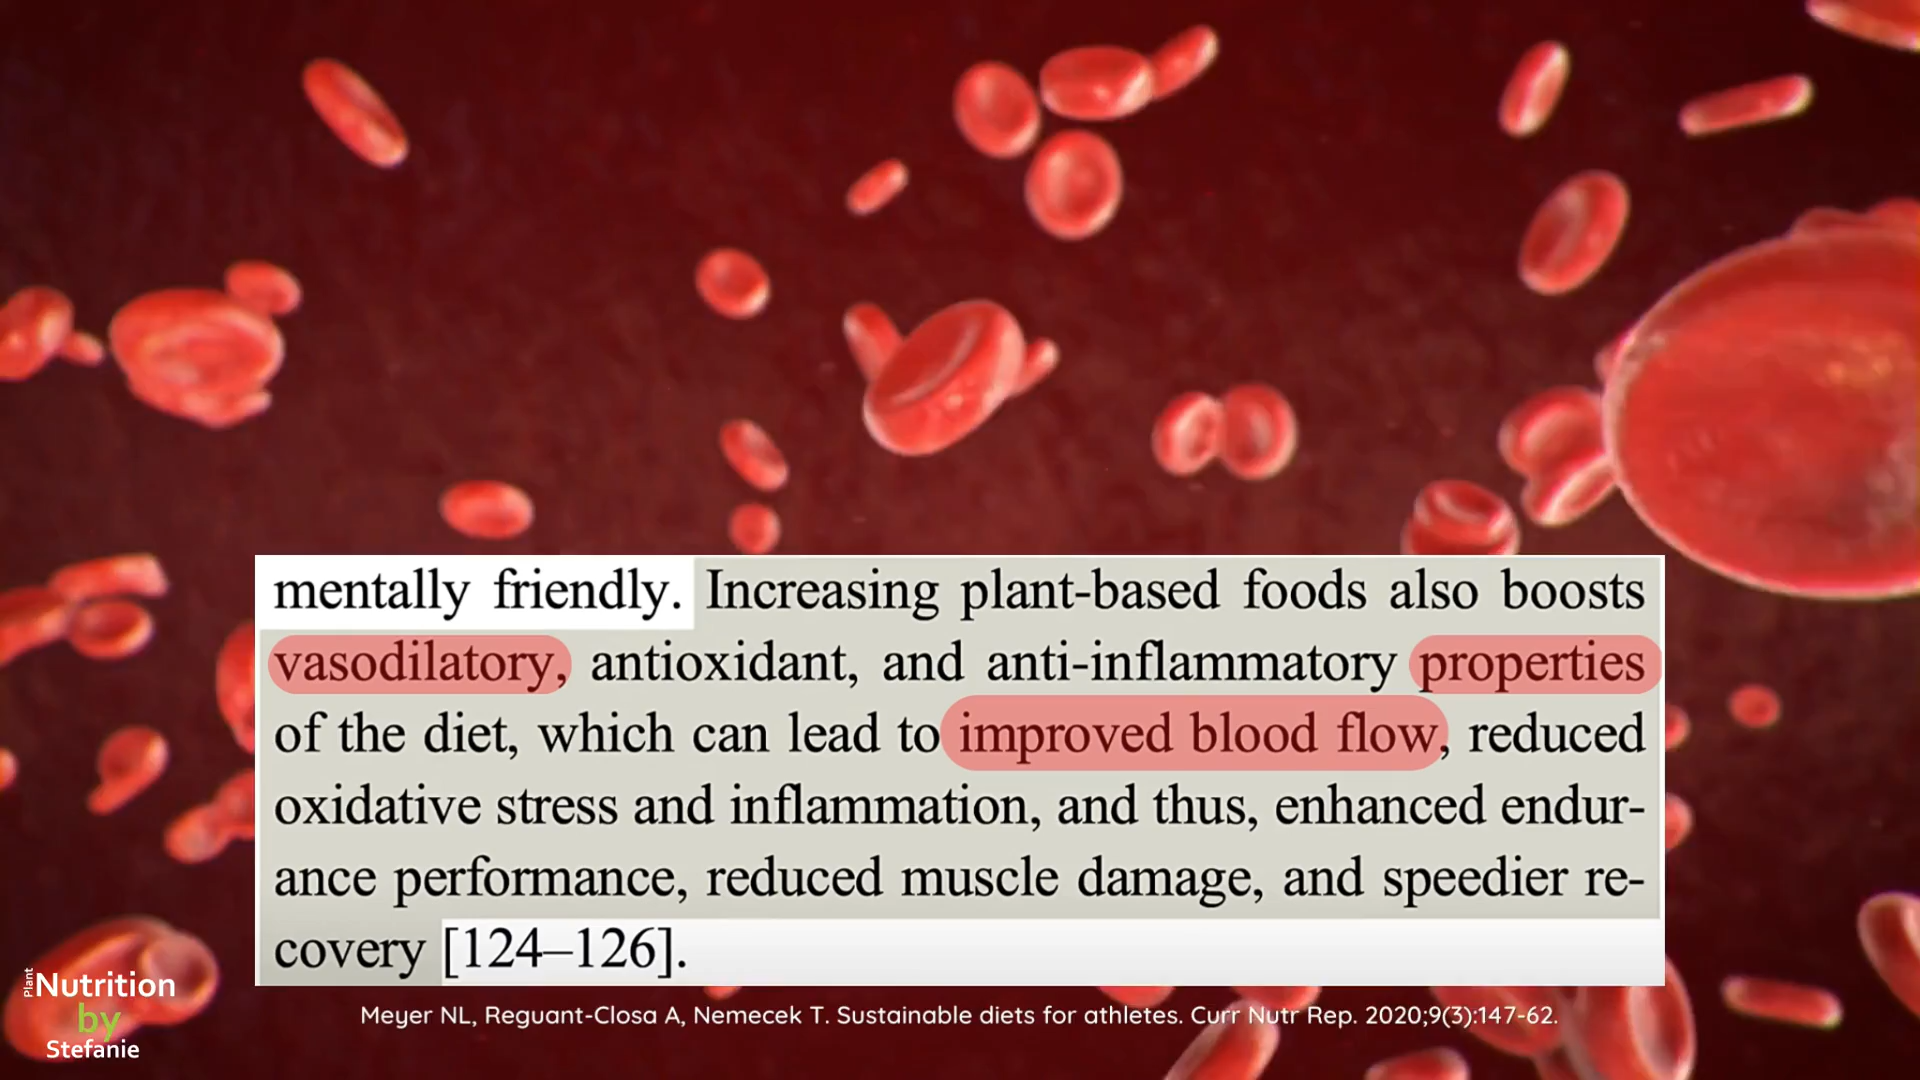 mentally friendly. Increasing plant-based foods also boosts
vasodilatory, antioxidant, and anti-inflammatory properties
of the diet, which can lead to improved blood flow, reduced
oxidative stress and inflammation, and thus, enhanced endur-
ance performance, reduced muscle damage, and speedier re-
covery [124–126].
Plant Nutrition
by
Stefanie
Meyer NL, Reguant-Closa A, Nemecek T. Sustainable diets for athletes. Curr Nutr Rep. 2020;9(3):147-62.